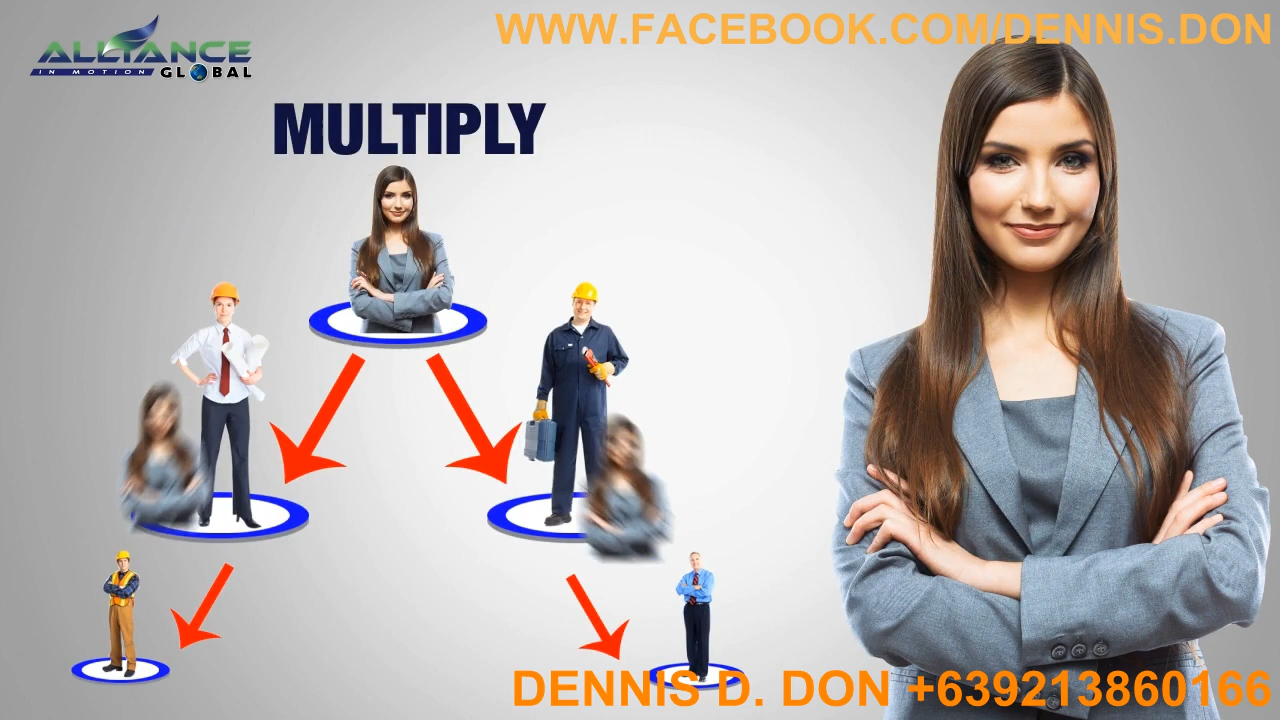 WWW.FACEBOOK.COM/DENNIS.DON
ALLIANCE
IN MOTION GLOBAL
MULTIPLY
DENNIS D. DON +639213860166